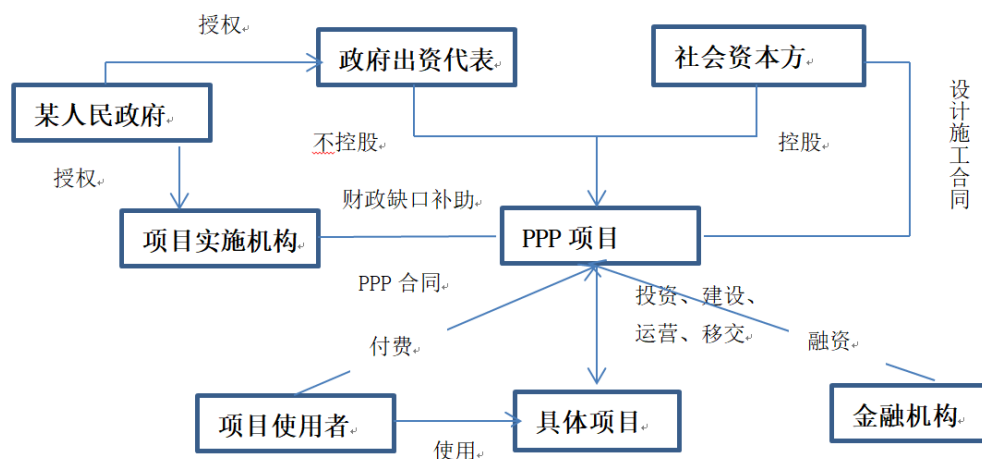 授权
政府出资代表
社会资本方
某人民政府
设计施工合同
不控股
控股
授权
财政缺口补助
项目实施机构
PPP 项目
PPP 合同
投资、建设、
运营、移交
付费
融资
项目使用者
具体项目
金融机构
使用